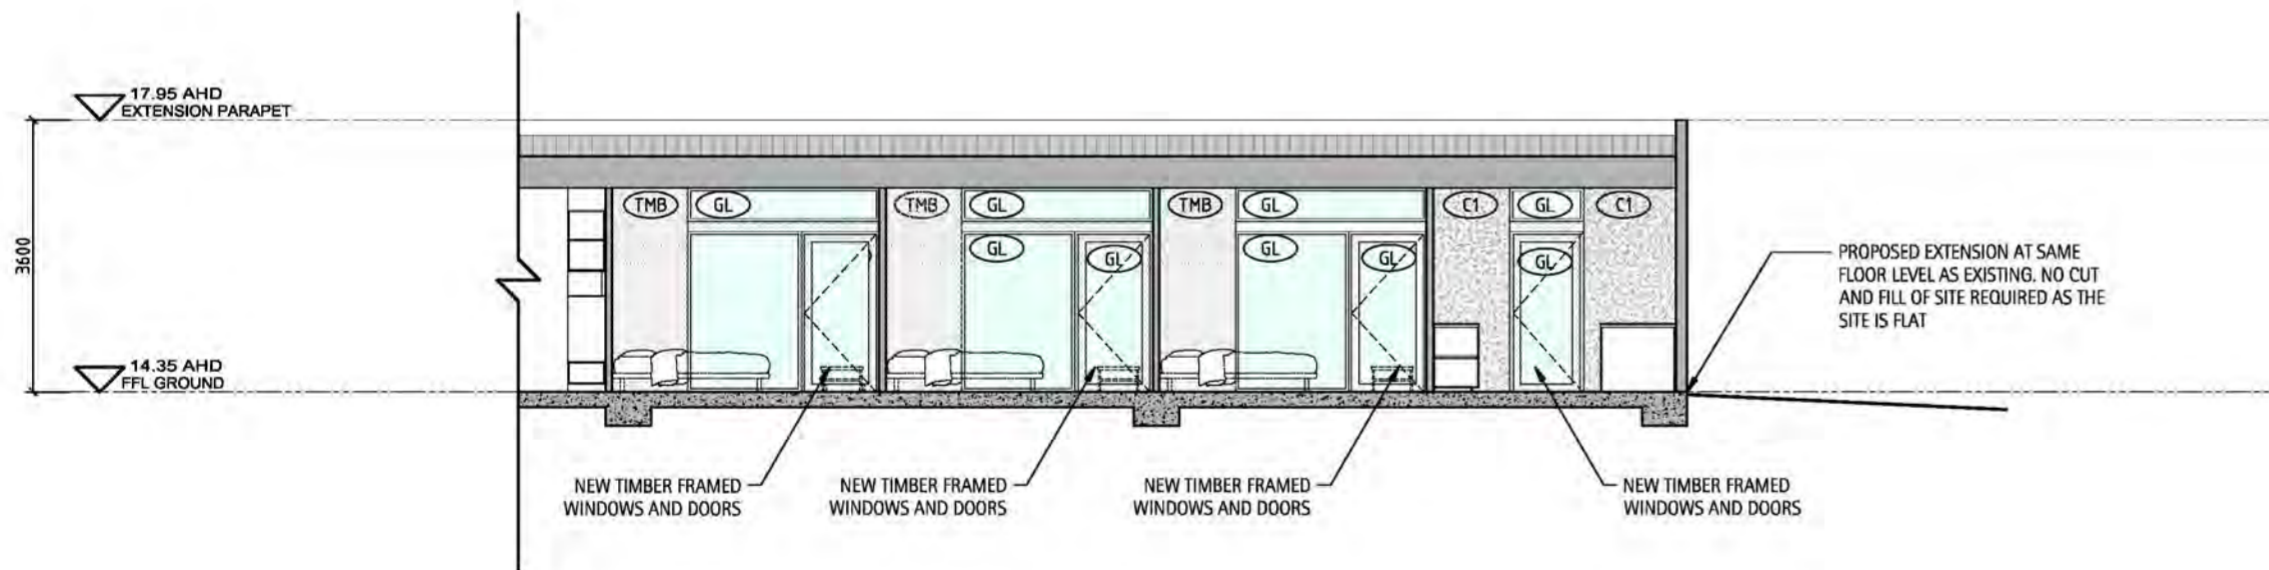 17.95 AHD
EXTENSION PARAPET
3600
TMB GL TMB GL TMB GL C1 GL C1
GL GL GL GL GL
PROPOSED EXTENSION AT SAME
FLOOR LEVEL AS EXISTING. NO CUT
AND FILL OF SITE REQUIRED AS THE
SITE IS FLAT
14.35 AHD
FFL GROUND
NEW TIMBER FRAMED
WINDOWS AND DOORS
NEW TIMBER FRAMED
WINDOWS AND DOORS
NEW TIMBER FRAMED
WINDOWS AND DOORS
NEW TIMBER FRAMED
WINDOWS AND DOORS